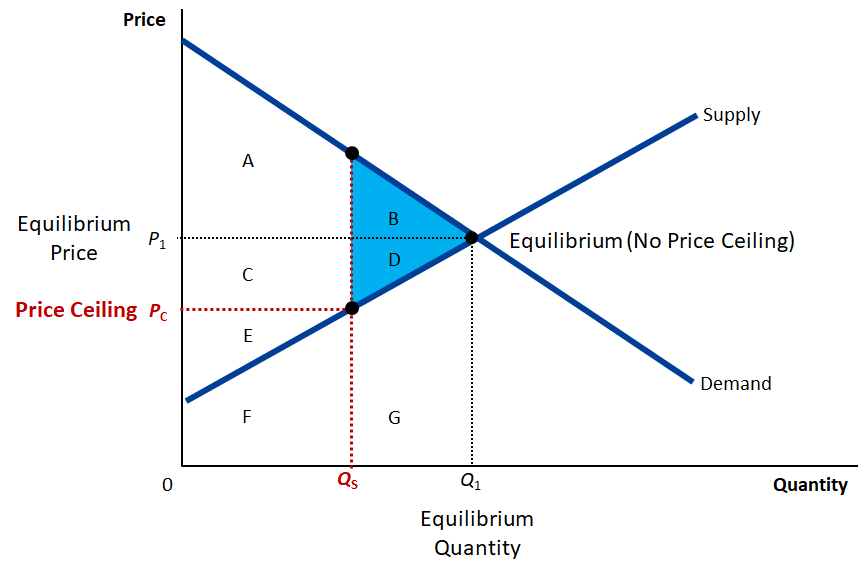 Price
Supply
A
B
Equilibrium
Price
P1
Equilibrium (No Price Ceiling)
D
C
Price Ceiling PC
E
Demand
F
G
0
QS
Q1
Quantity
Equilibrium
Quantity